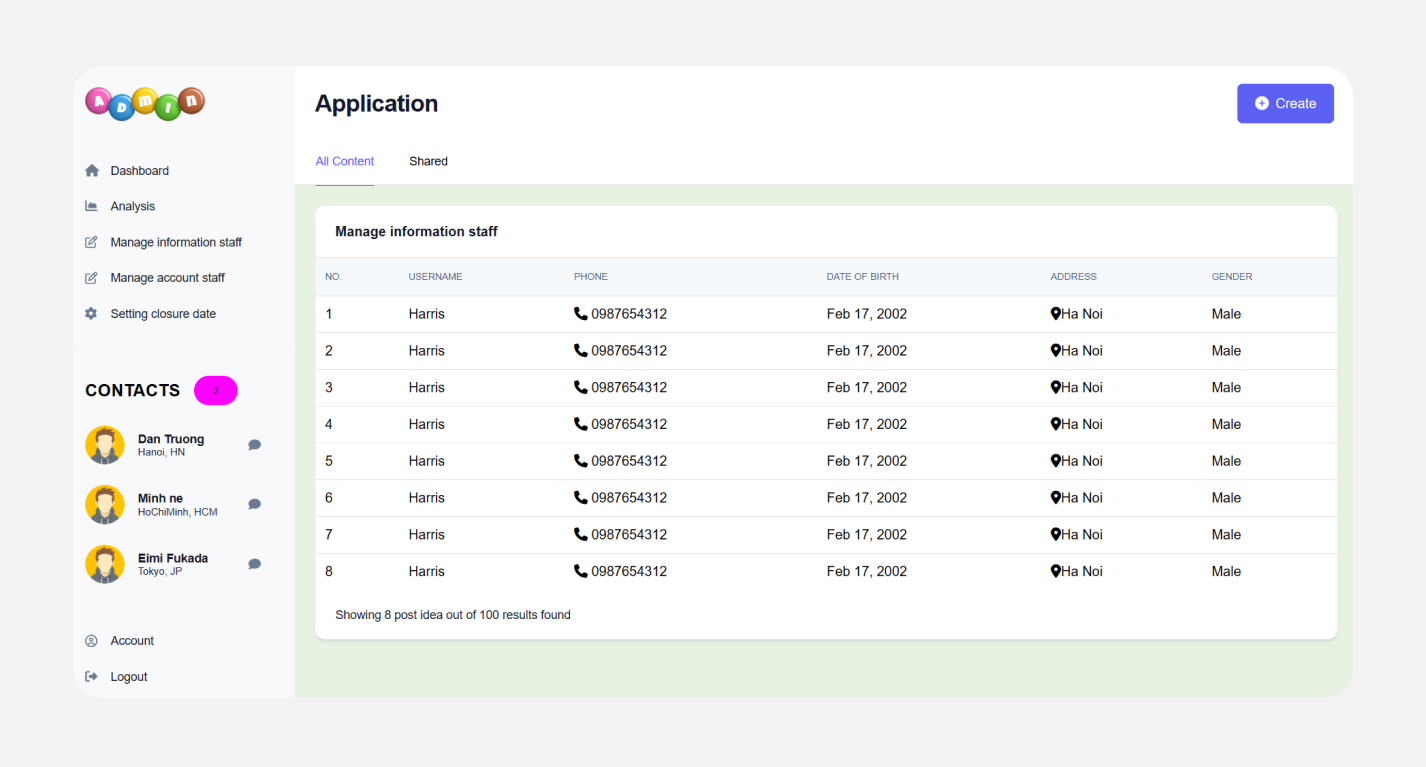 ADmIn
Dashboard
Analysis
Manage information staff
Manage account staff
Setting closure date
CONTACTS 3
Dan Truong
Hanoi, HN
Minh ne
HoChiMinh, HCM
Eimi Fukada
Tokyo, JP
Account
Logout
Application
Create
All Content Shared
Manage information staff
NO. USERNAME PHONE DATE OF BIRTH ADDRESS GENDER
1 Harris 0987654312 Feb 17, 2002 Ha Noi Male
2 Harris 0987654312 Feb 17, 2002 Ha Noi Male
3 Harris 0987654312 Feb 17, 2002 Ha Noi Male
4 Harris 0987654312 Feb 17, 2002 Ha Noi Male
5 Harris 0987654312 Feb 17, 2002 Ha Noi Male
6 Harris 0987654312 Feb 17, 2002 Ha Noi Male
7 Harris 0987654312 Feb 17, 2002 Ha Noi Male
8 Harris 0987654312 Feb 17, 2002 Ha Noi Male
Showing 8 post idea out of 100 results found